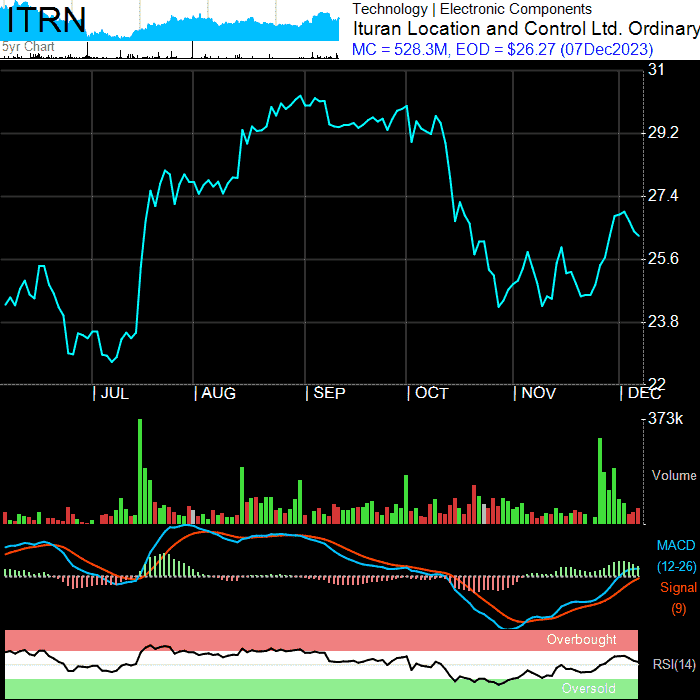 ITRN
5yr Chart
Technology | Electronic Components
Ituran Location and Control Ltd. Ordinary
MC = 528.3M, EOD = $26.27 (07Dec2023)
31
29.2
27.4
25.6
23.8
22
| JUL | AUG | SEP | OCT | NOV | DEC
373k
Volume
MACD
(12-26)
Signal
(9)
Overbought
RSI(14)
Oversold